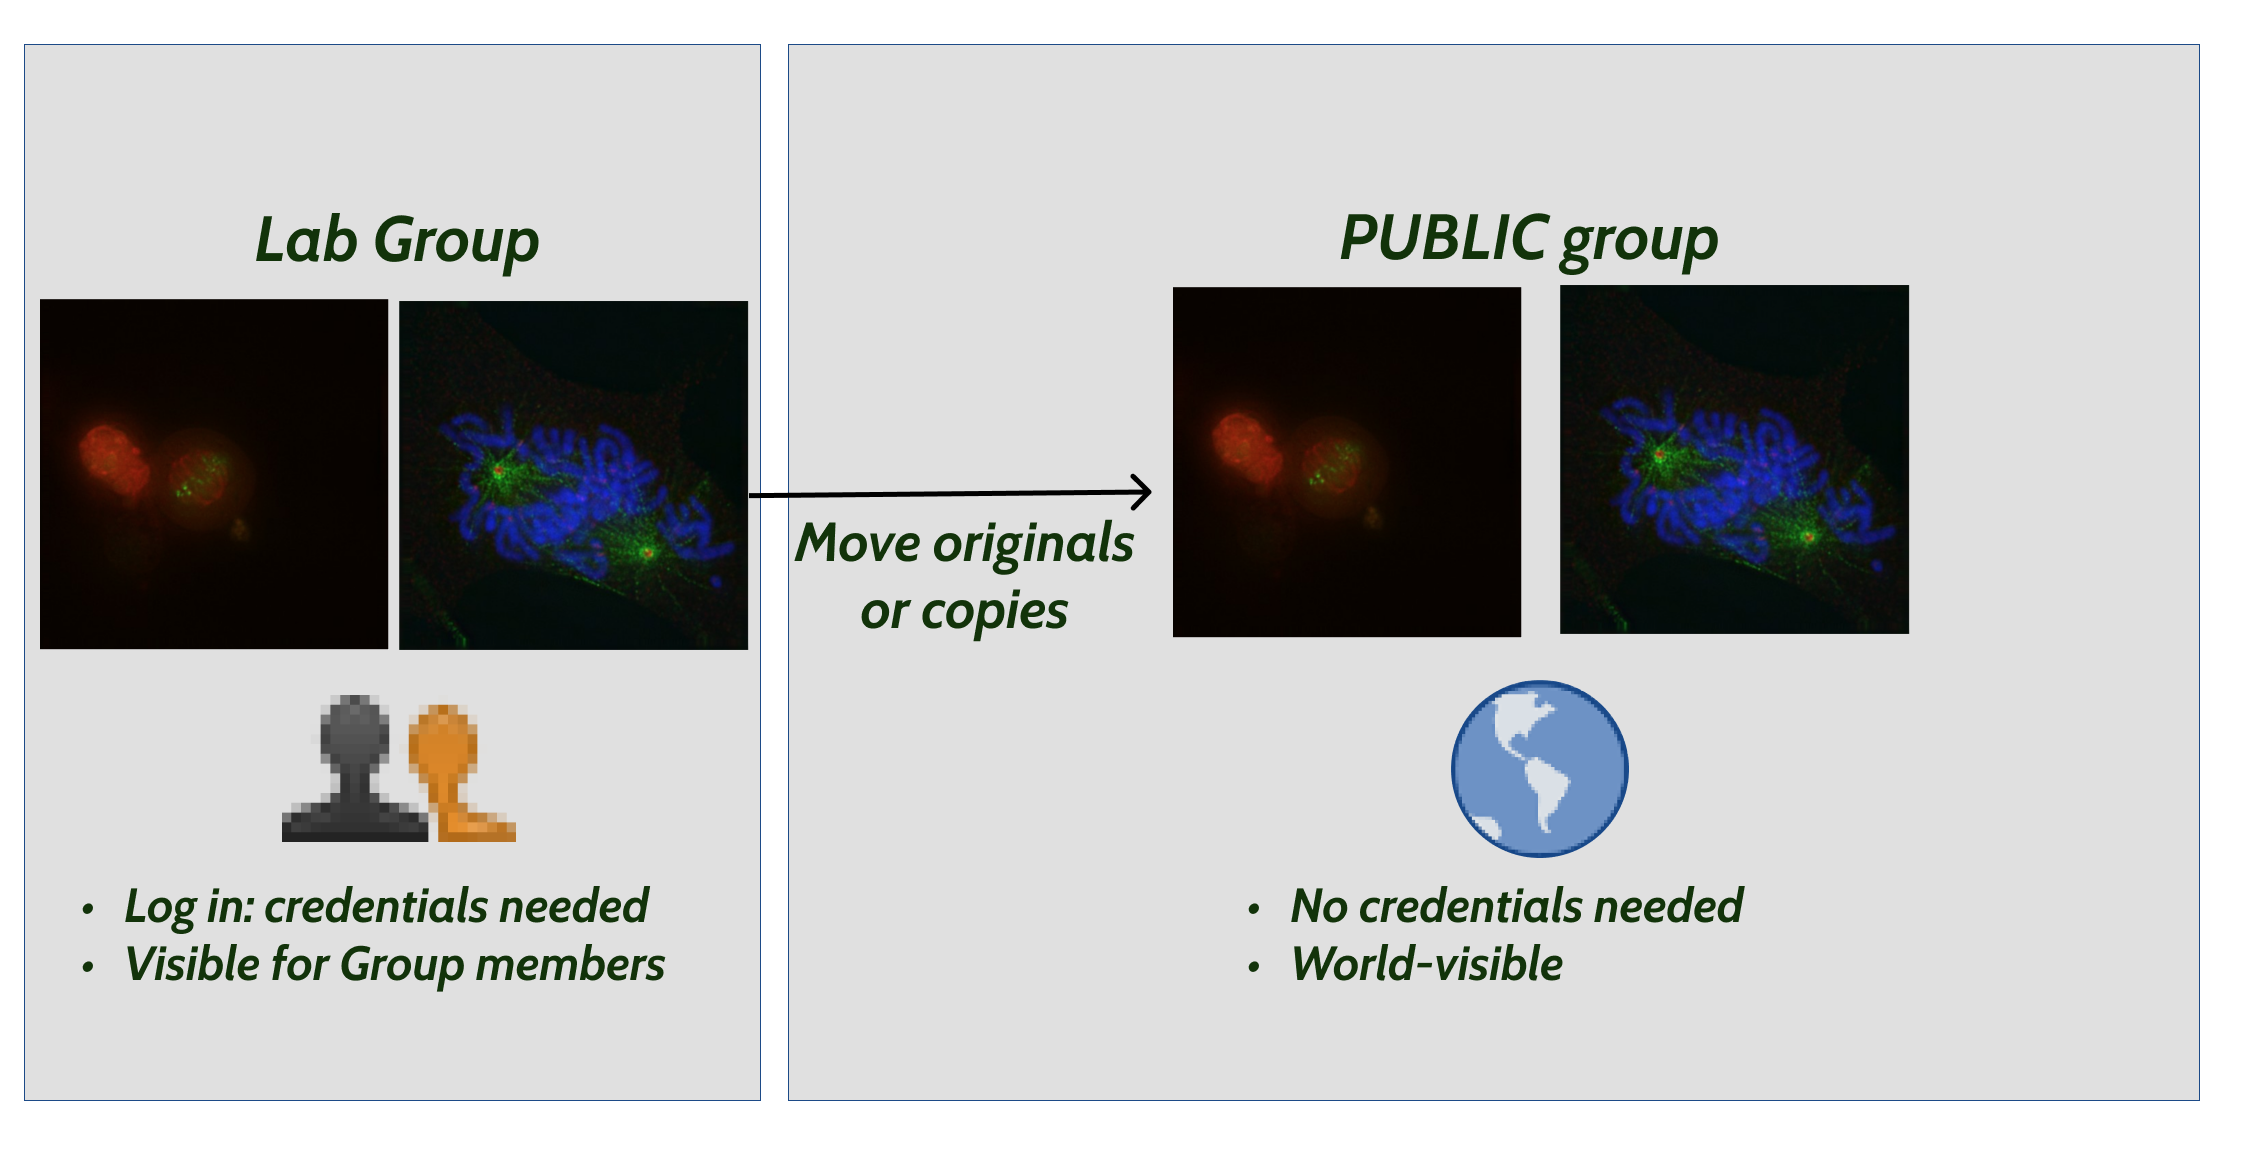 Lab Group
PUBLIC group
Move originals
or copies
• Log in: credentials needed
• Visible for Group members
• No credentials needed
• World-visible